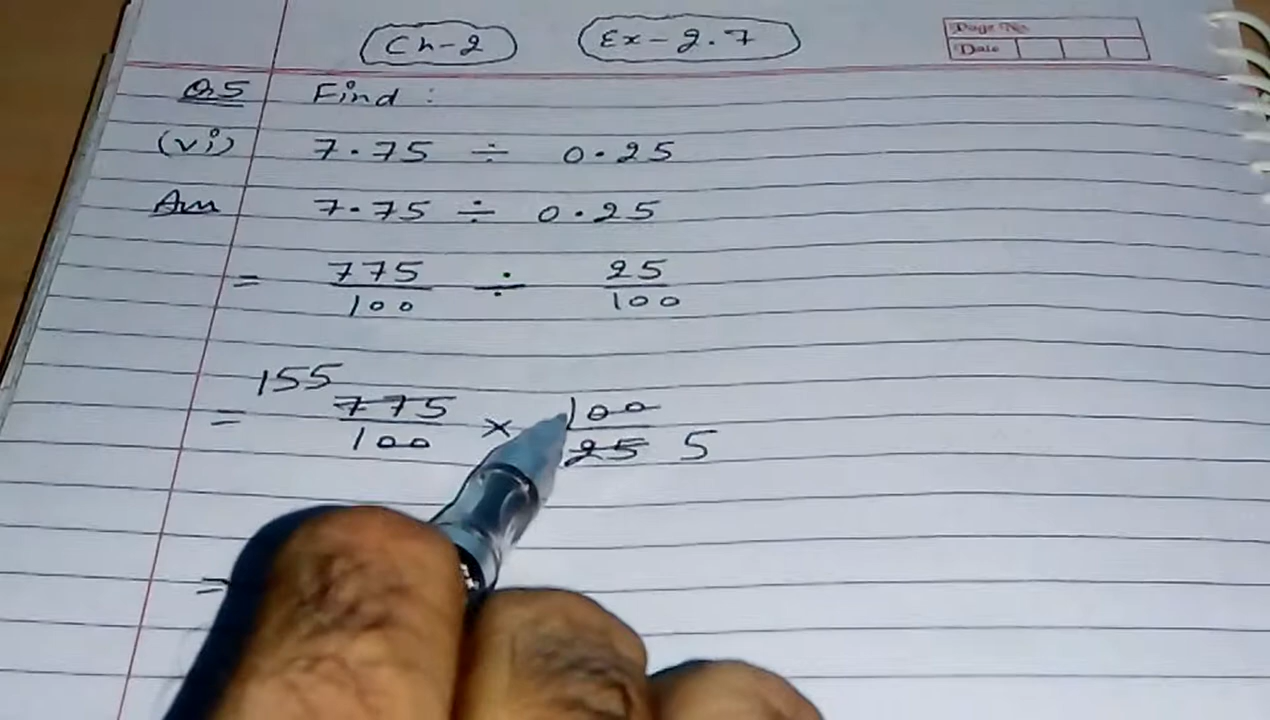 Ch-2 Ex-2.7
Page No.
Date
Q5 Find :
(vi) 7.75 ÷ 0.25
Ans 7.75 ÷ 0.25
= 775/100 ÷ 25/100
155
= 775/100 × 100/25 5
=